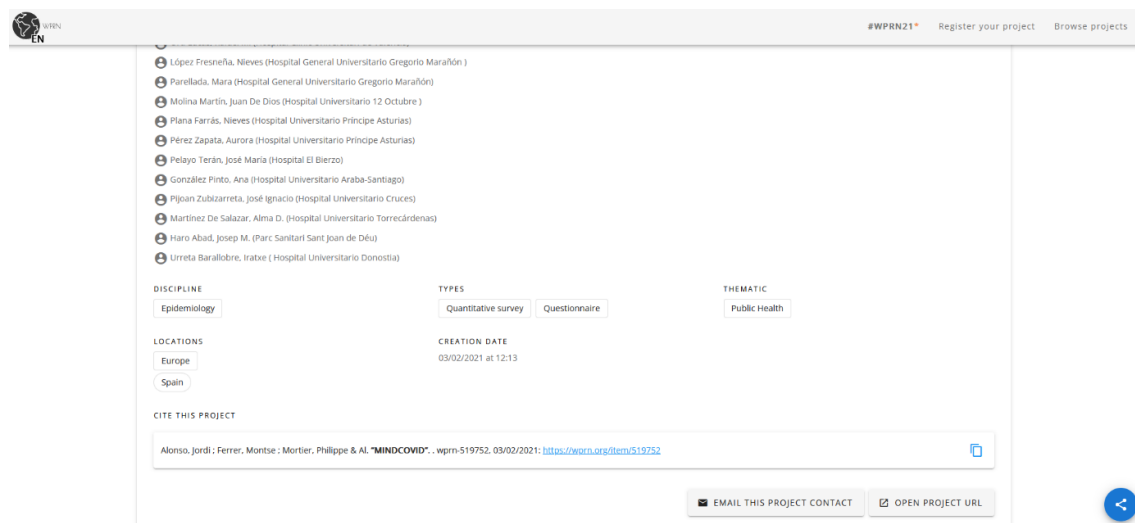 WPRN
EN
#WPRN21* Register your project Browse projects
López Fresneña, Nieves (Hospital General Universitario Gregorio Marañón )
Parellada, Mara (Hospital General Universitario Gregorio Marañón)
Molina Martín, Juan De Dios (Hospital Universitario 12 Octubre )
Plana Farrás, Nieves (Hospital Universitario Príncipe Asturias)
Pérez Zapata, Aurora (Hospital Universitario Príncipe Asturias)
Pelayo Terán, José María (Hospital El Bierzo)
González Pinto, Ana (Hospital Universitario Araba-Santiago)
Pijoan Zubizarreta, José Ignacio (Hospital Universitario Cruces)
Martínez De Salazar, Alma D. (Hospital Universitario Torrecárdenas)
Haro Abad, Josep M. (Parc Sanitari Sant Joan de Déu)
Urreta Barallobre, Iratxe ( Hospital Universitario Donostia)
DISCIPLINE TYPES THEMATIC
Epidemiology Quantitative survey Questionnaire Public Health
LOCATIONS CREATION DATE
Europe 03/02/2021 at 12:13
Spain
CITE THIS PROJECT
Alonso, Jordi ; Ferrer, Montse ; Mortier, Philippe & Al. "MINDCOVID". , wprn-519752, 03/02/2021: https://wprn.org/item/519752
EMAIL THIS PROJECT CONTACT OPEN PROJECT URL